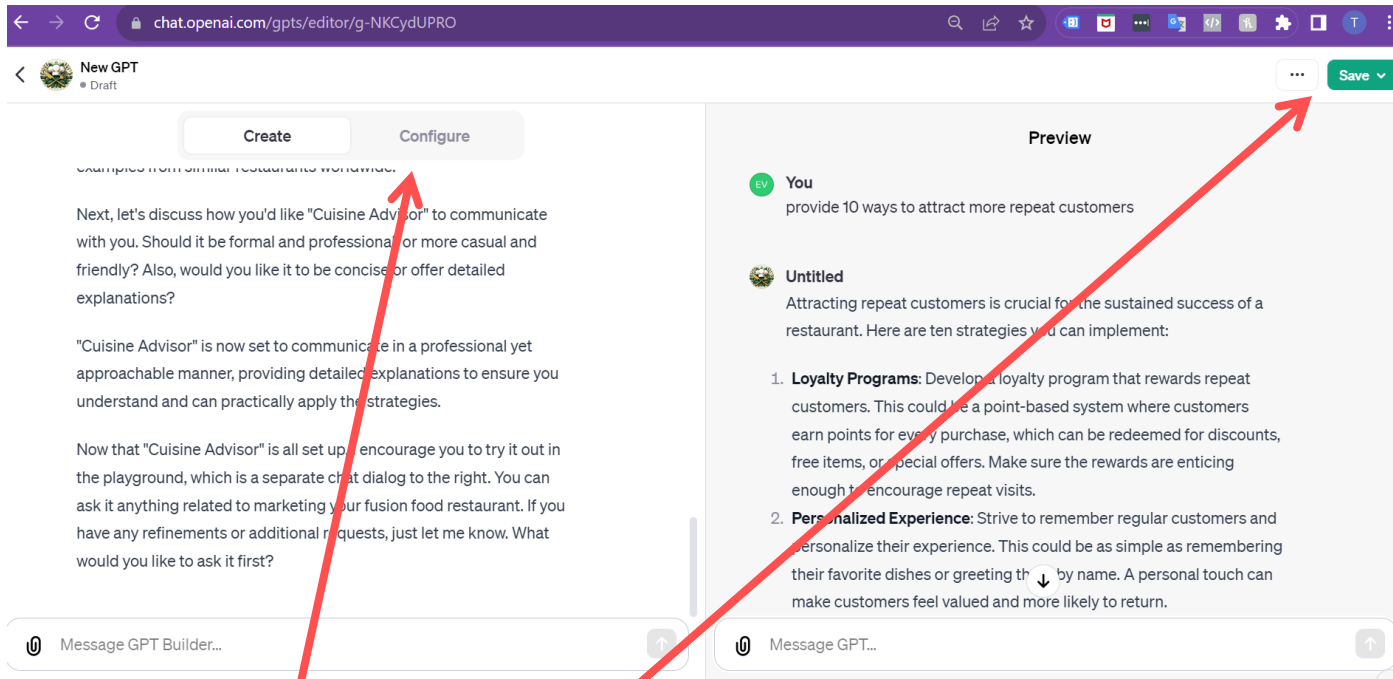 chat.openai.com/gpts/editor/g-NKCydUPRO
T
New GPT
Draft
...
Save
Create
Configure
examples from similar restaurants worldwide.
Next, let's discuss how you'd like "Cuisine Advisor" to communicate
with you. Should it be formal and professional or more casual and
friendly? Also, would you like it to be concise or offer detailed
explanations?
"Cuisine Advisor" is now set to communicate in a professional yet
approachable manner, providing detailed explanations to ensure you
understand and can practically apply the strategies.
Now that "Cuisine Advisor" is all set up, encourage you to try it out in
the playground, which is a separate chat dialog to the right. You can
ask it anything related to marketing your fusion food restaurant. If you
have any refinements or additional requests, just let me know. What
would you like to ask it first?
Message GPT Builder...
Preview
EV
You
provide 10 ways to attract more repeat customers
Untitled
Attracting repeat customers is crucial for the sustained success of a
restaurant. Here are ten strategies you can implement:
1. Loyalty Programs: Develop a loyalty program that rewards repeat
customers. This could be a point-based system where customers
earn points for every purchase, which can be redeemed for discounts,
free items, or special offers. Make sure the rewards are enticing
enough to encourage repeat visits.
2. Personalized Experience: Strive to remember regular customers and
personalize their experience. This could be as simple as remembering
their favorite dishes or greeting them by name. A personal touch can
make customers feel valued and more likely to return.
Message GPT...